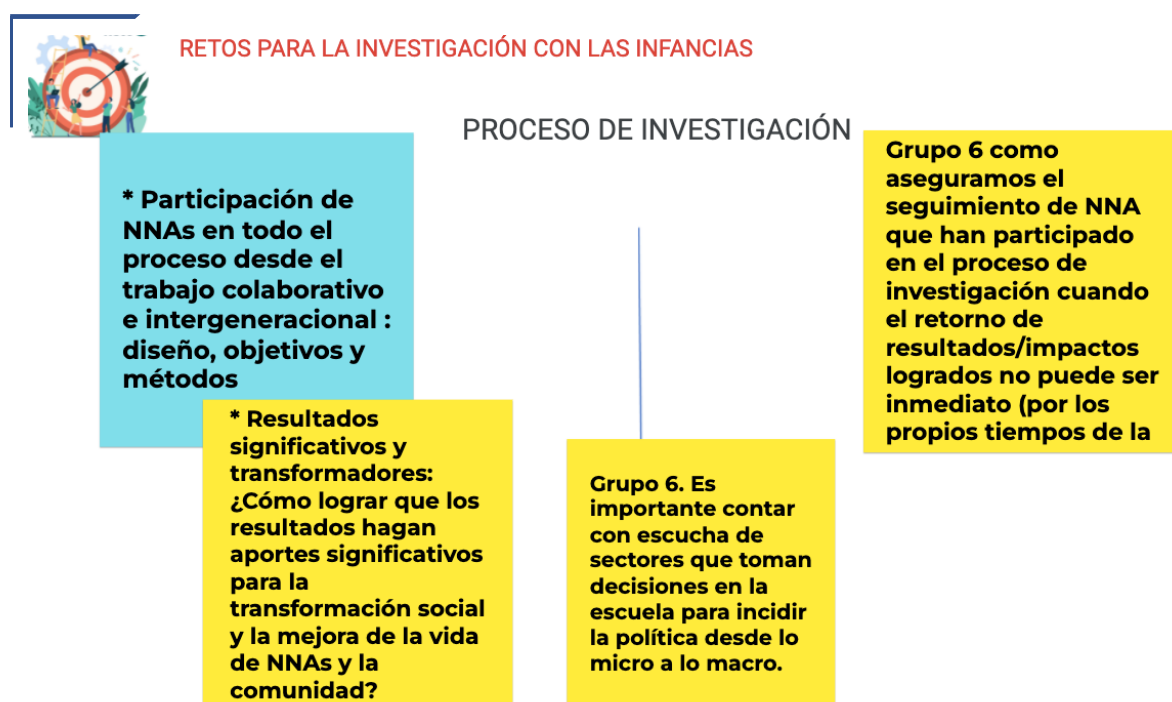 RETOS PARA LA INVESTIGACIÓN CON LAS INFANCIAS
PROCESO DE INVESTIGACIÓN
* Participación de
NNAs en todo el
proceso desde el
trabajo colaborativo
e intergeneracional :
diseño, objetivos y
métodos
* Resultados
significativos y
transformadores:
¿Cómo lograr que los
resultados hagan
aportes significativos
para la
transformación social
y la mejora de la vida
de NNAs y la
comunidad?
Grupo 6. Es
importante contar
con escucha de
sectores que toman
decisiones en la
escuela para incidir
la política desde lo
micro a lo macro.
Grupo 6 como
aseguramos el
seguimiento de NNA
que han participado
en el proceso de
investigación cuando
el retorno de
resultados/impactos
logrados no puede ser
inmediato (por los
propios tiempos de la